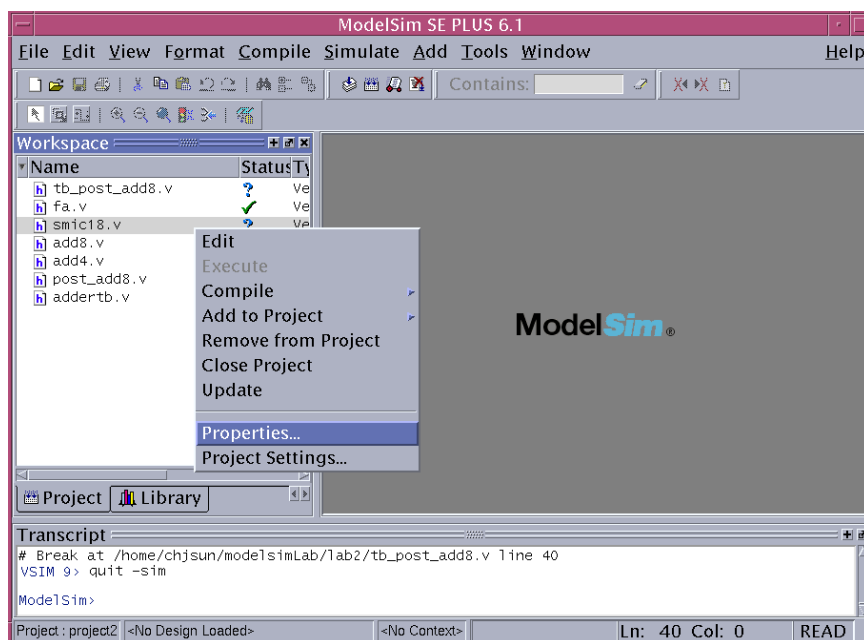 ModelSim SE PLUS 6.1
File Edit View Format Compile Simulate Add Tools Window Help
Contains:
Workspace
Name Status Ty
tb_post_add8.v ? Ve
fa.v Ve
smic18.v ? Ve
add8.v
add4.v
post_add8.v
addertb.v
Edit
Execute
Compile
Add to Project
Remove from Project
Close Project
Update
Properties...
Project Settings...
ModelSim®
Project Library
Transcript
# Break at /home/chjsun/modelsimLab/lab2/tb_post_add8.v line 40
VSIM 9> quit -sim
ModelSim>
Project : project2 <No Design Loaded> <No Context> Ln: 40 Col: 0 READ